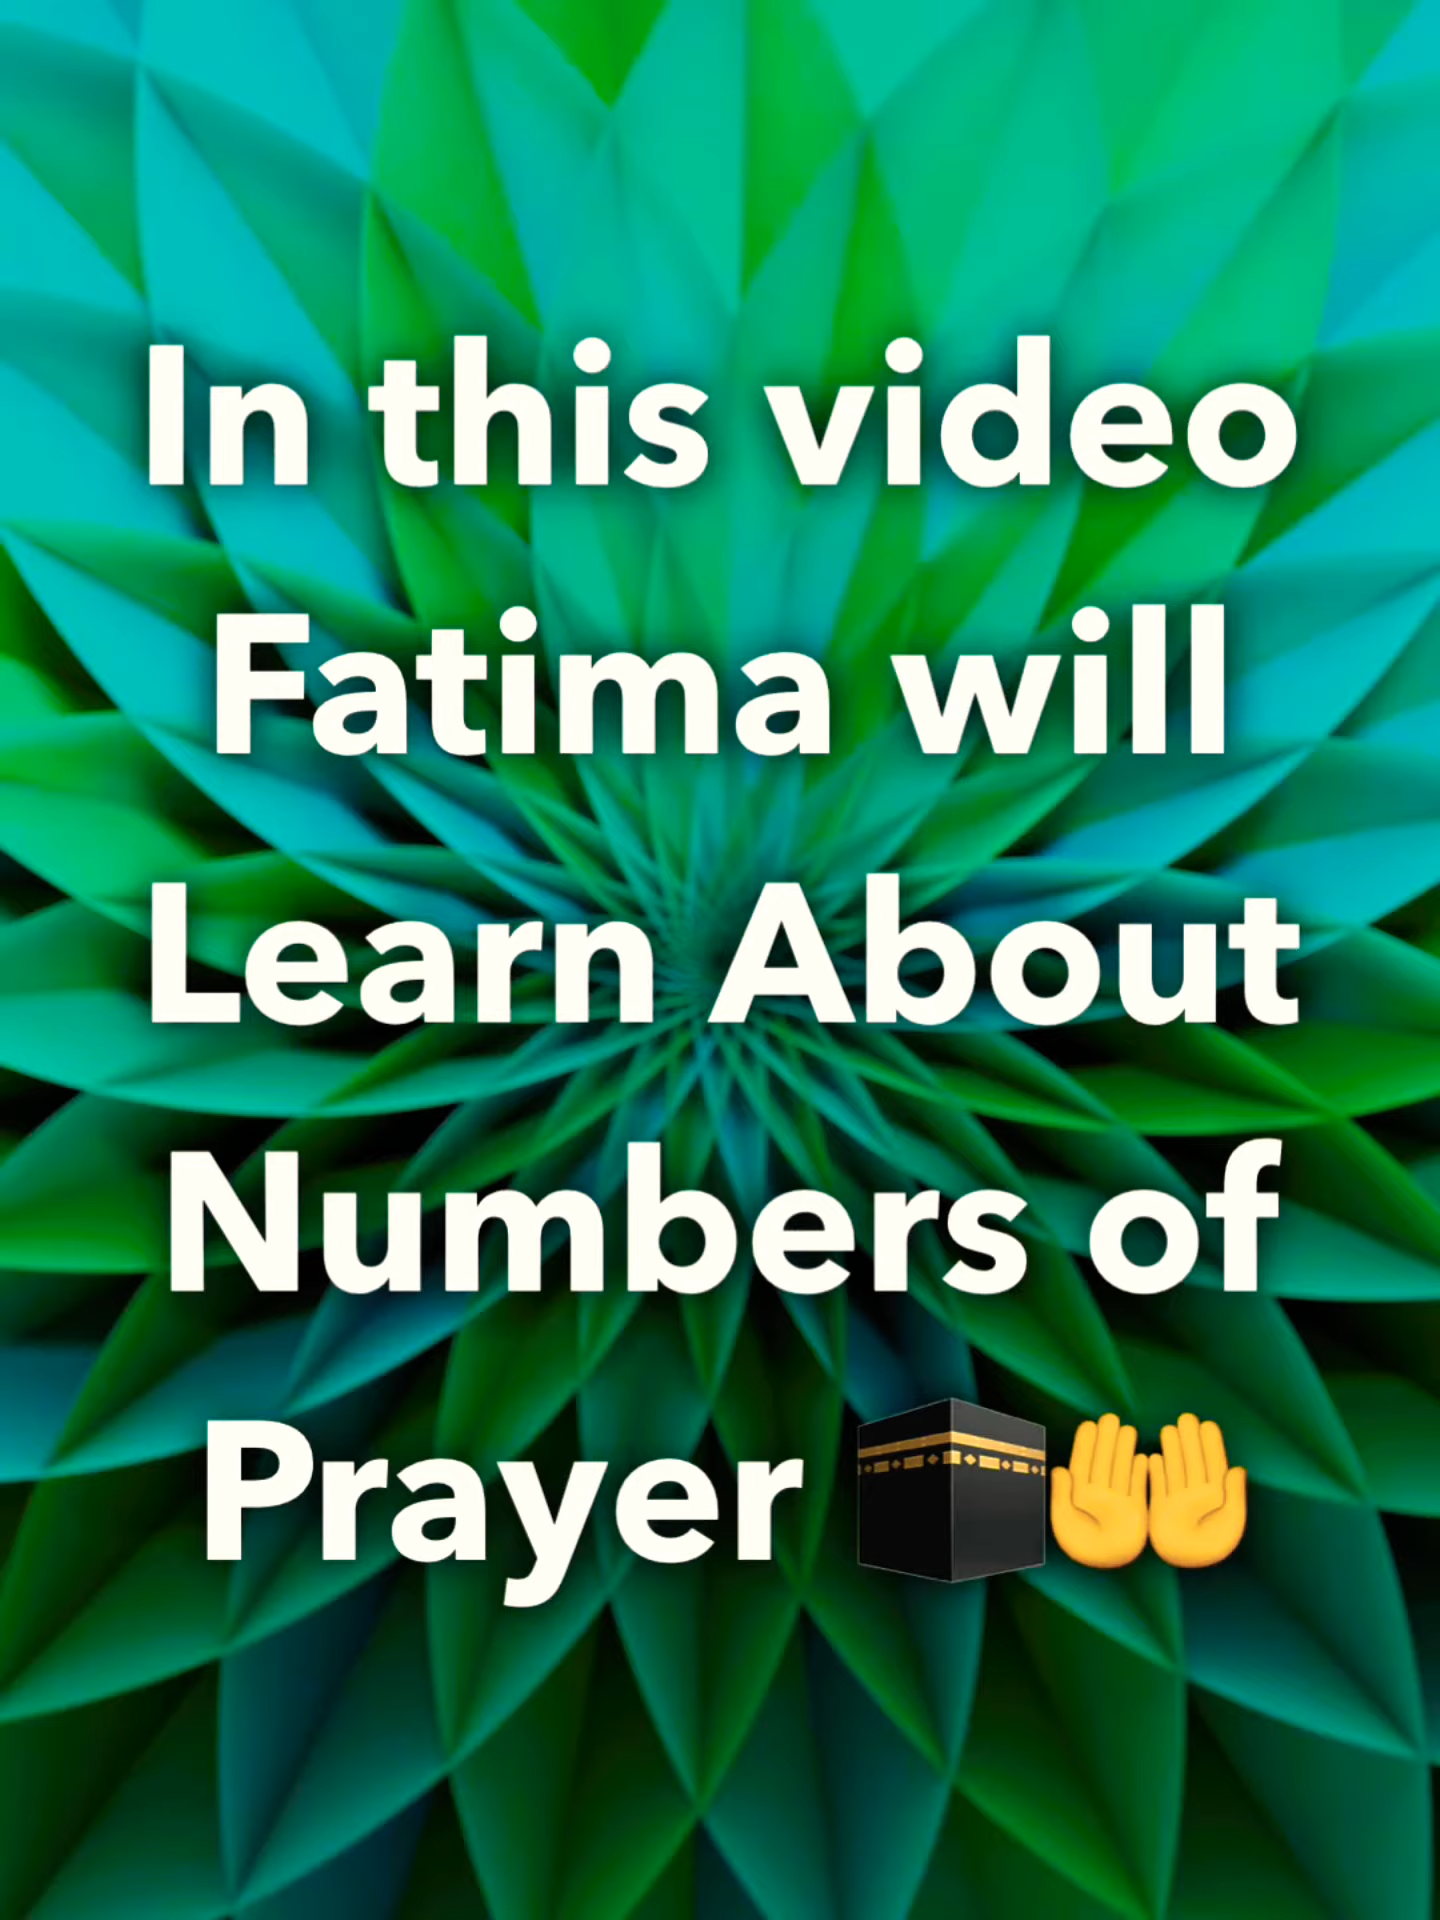 In this video
Fatima will
Learn About
Numbers of
Prayer 🕋🤲